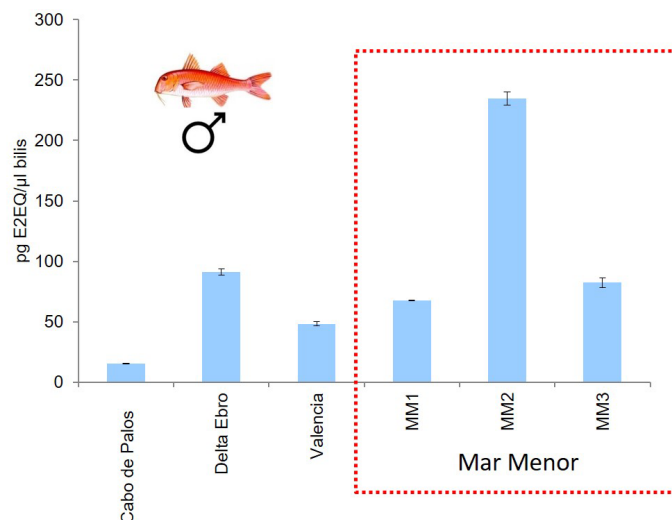 300
250
200
150
100
50
0
pg E2EQ/µl bilis
Cabo de Palos
Delta Ebro
Valencia
MM1
MM2
MM3
Mar Menor